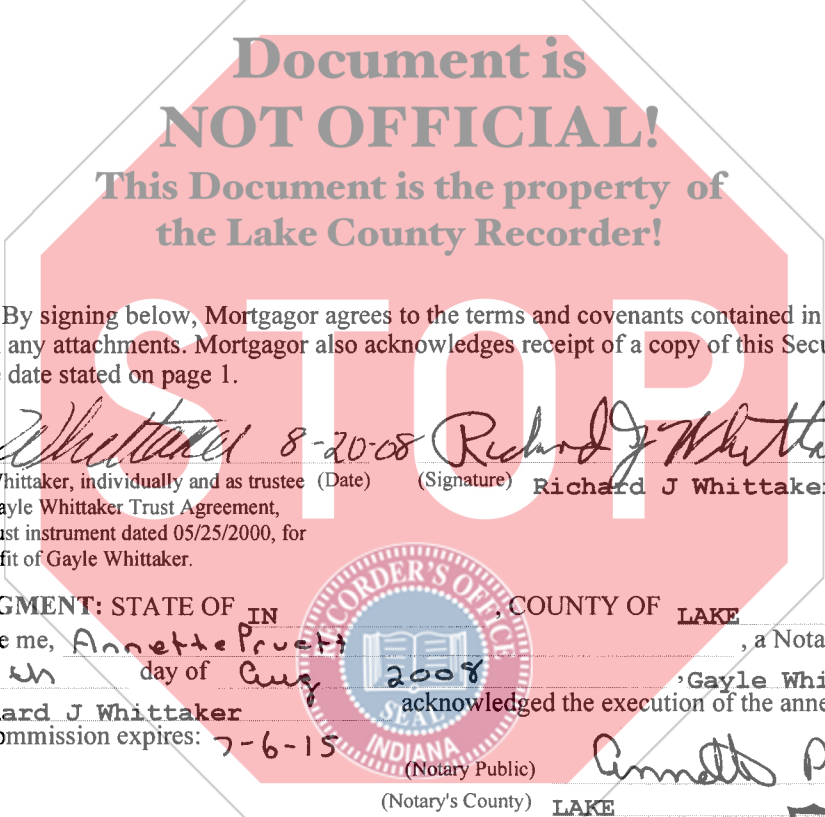 Document is
NOT OFFICIAL!
This Document is the property of
the Lake County Recorder!
STOP
By signing below, Mortgagor agrees to the terms and covenants contained in
any attachments. Mortgagor also acknowledges receipt of a copy of this Secu
date stated on page 1.
Whittaker 8-20-08 Richard J Whitta
hittaker, individually and as trustee (Date) (Signature) Richard J Whittaker
ayle Whittaker Trust Agreement,
ust instrument dated 05/25/2000, for
fit of Gayle Whittaker.
GMENT: STATE OF IN , COUNTY OF LAKE
e me, Annette Pruett , a Nota
th day of Aug 2008 'Gayle Whi
ard J Whittaker acknowledged the execution of the anne
ommission expires: 7-6-15
RECORDER'S OFFICE
SEAL
INDIANA
(Notary Public) Annette P
(Notary's County) LAKE